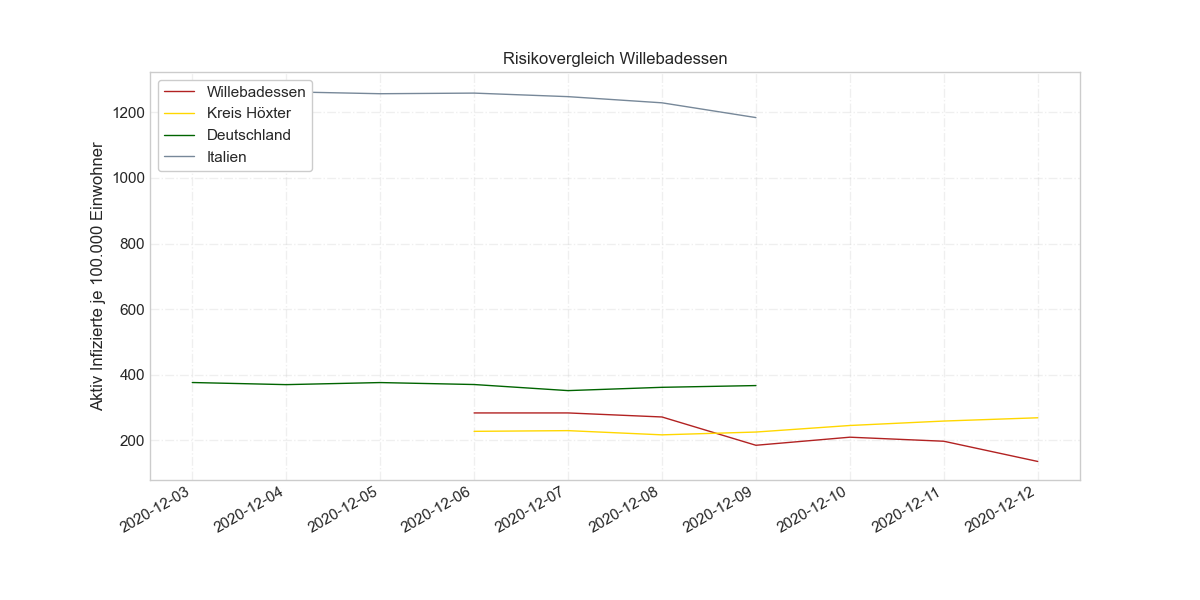 Risikovergleich Willebadessen
Willebadessen
Kreis Höxter
Deutschland
Italien
Aktiv Infizierte je 100.000 Einwohner
1200
1000
800
600
400
200
2020-12-03
2020-12-04
2020-12-05
2020-12-06
2020-12-07
2020-12-08
2020-12-09
2020-12-10
2020-12-11
2020-12-12